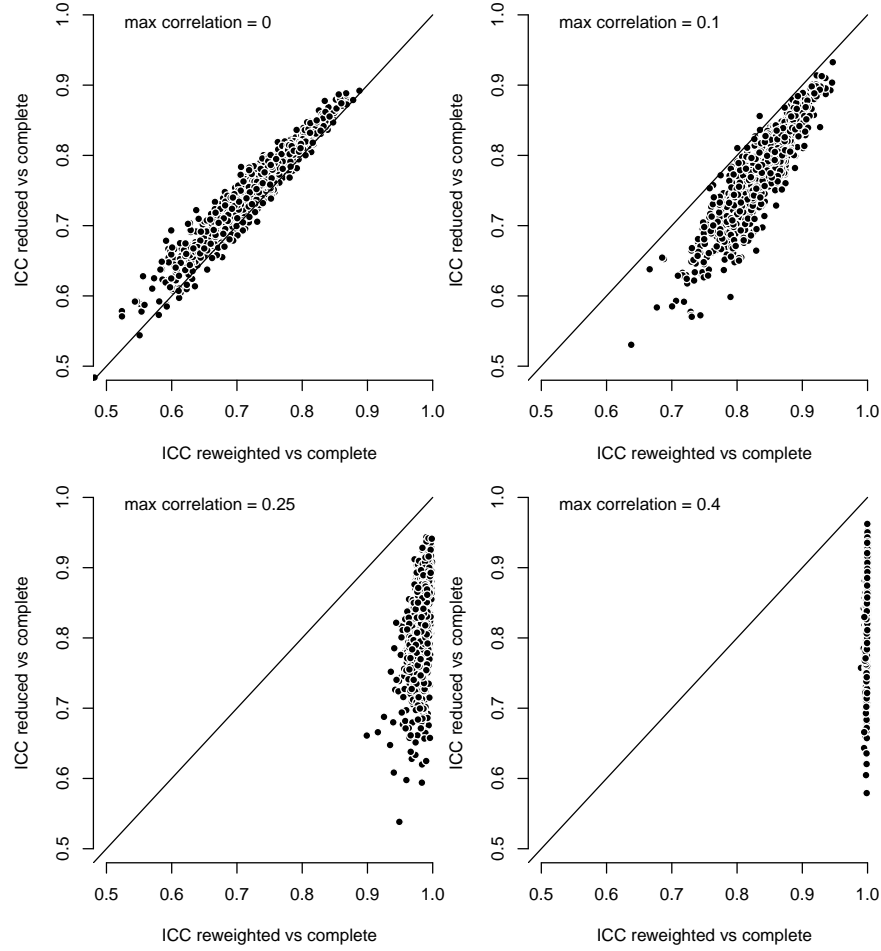 max correlation = 0
ICC reduced vs complete
0.5 0.6 0.7 0.8 0.9 1.0
0.5 0.6 0.7 0.8 0.9 1.0
ICC reweighted vs complete
max correlation = 0.1
ICC reduced vs complete
0.5 0.6 0.7 0.8 0.9 1.0
0.5 0.6 0.7 0.8 0.9 1.0
ICC reweighted vs complete
max correlation = 0.25
ICC reduced vs complete
0.5 0.6 0.7 0.8 0.9 1.0
0.5 0.6 0.7 0.8 0.9 1.0
ICC reweighted vs complete
max correlation = 0.4
ICC reduced vs complete
0.5 0.6 0.7 0.8 0.9 1.0
0.5 0.6 0.7 0.8 0.9 1.0
ICC reweighted vs complete